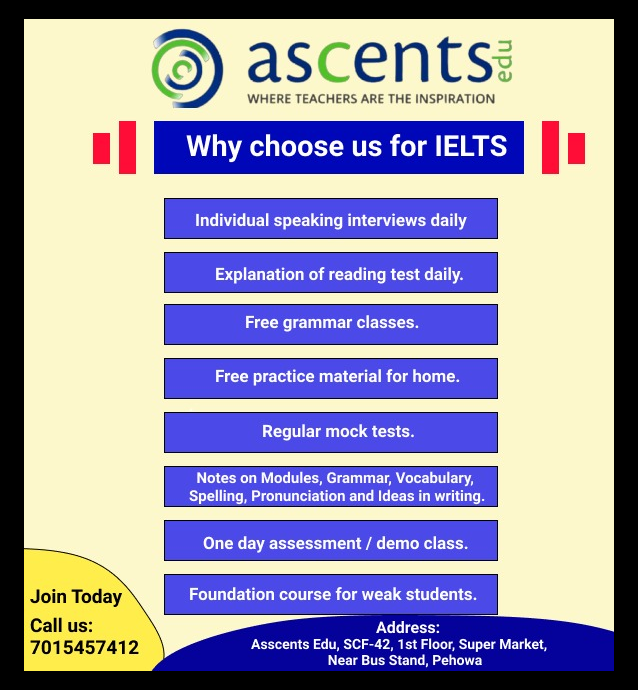 ascents edu
WHERE TEACHERS ARE THE INSPIRATION
Why choose us for IELTS
Individual speaking interviews daily
Explanation of reading test daily.
Free grammar classes.
Free practice material for home.
Regular mock tests.
Notes on Modules, Grammar, Vocabulary,
Spelling, Pronunciation and Ideas in writing.
One day assessment / demo class.
Foundation course for weak students.
Join Today
Call us:
7015457412
Address:
Asscents Edu, SCF-42, 1st Floor, Super Market,
Near Bus Stand, Pehowa